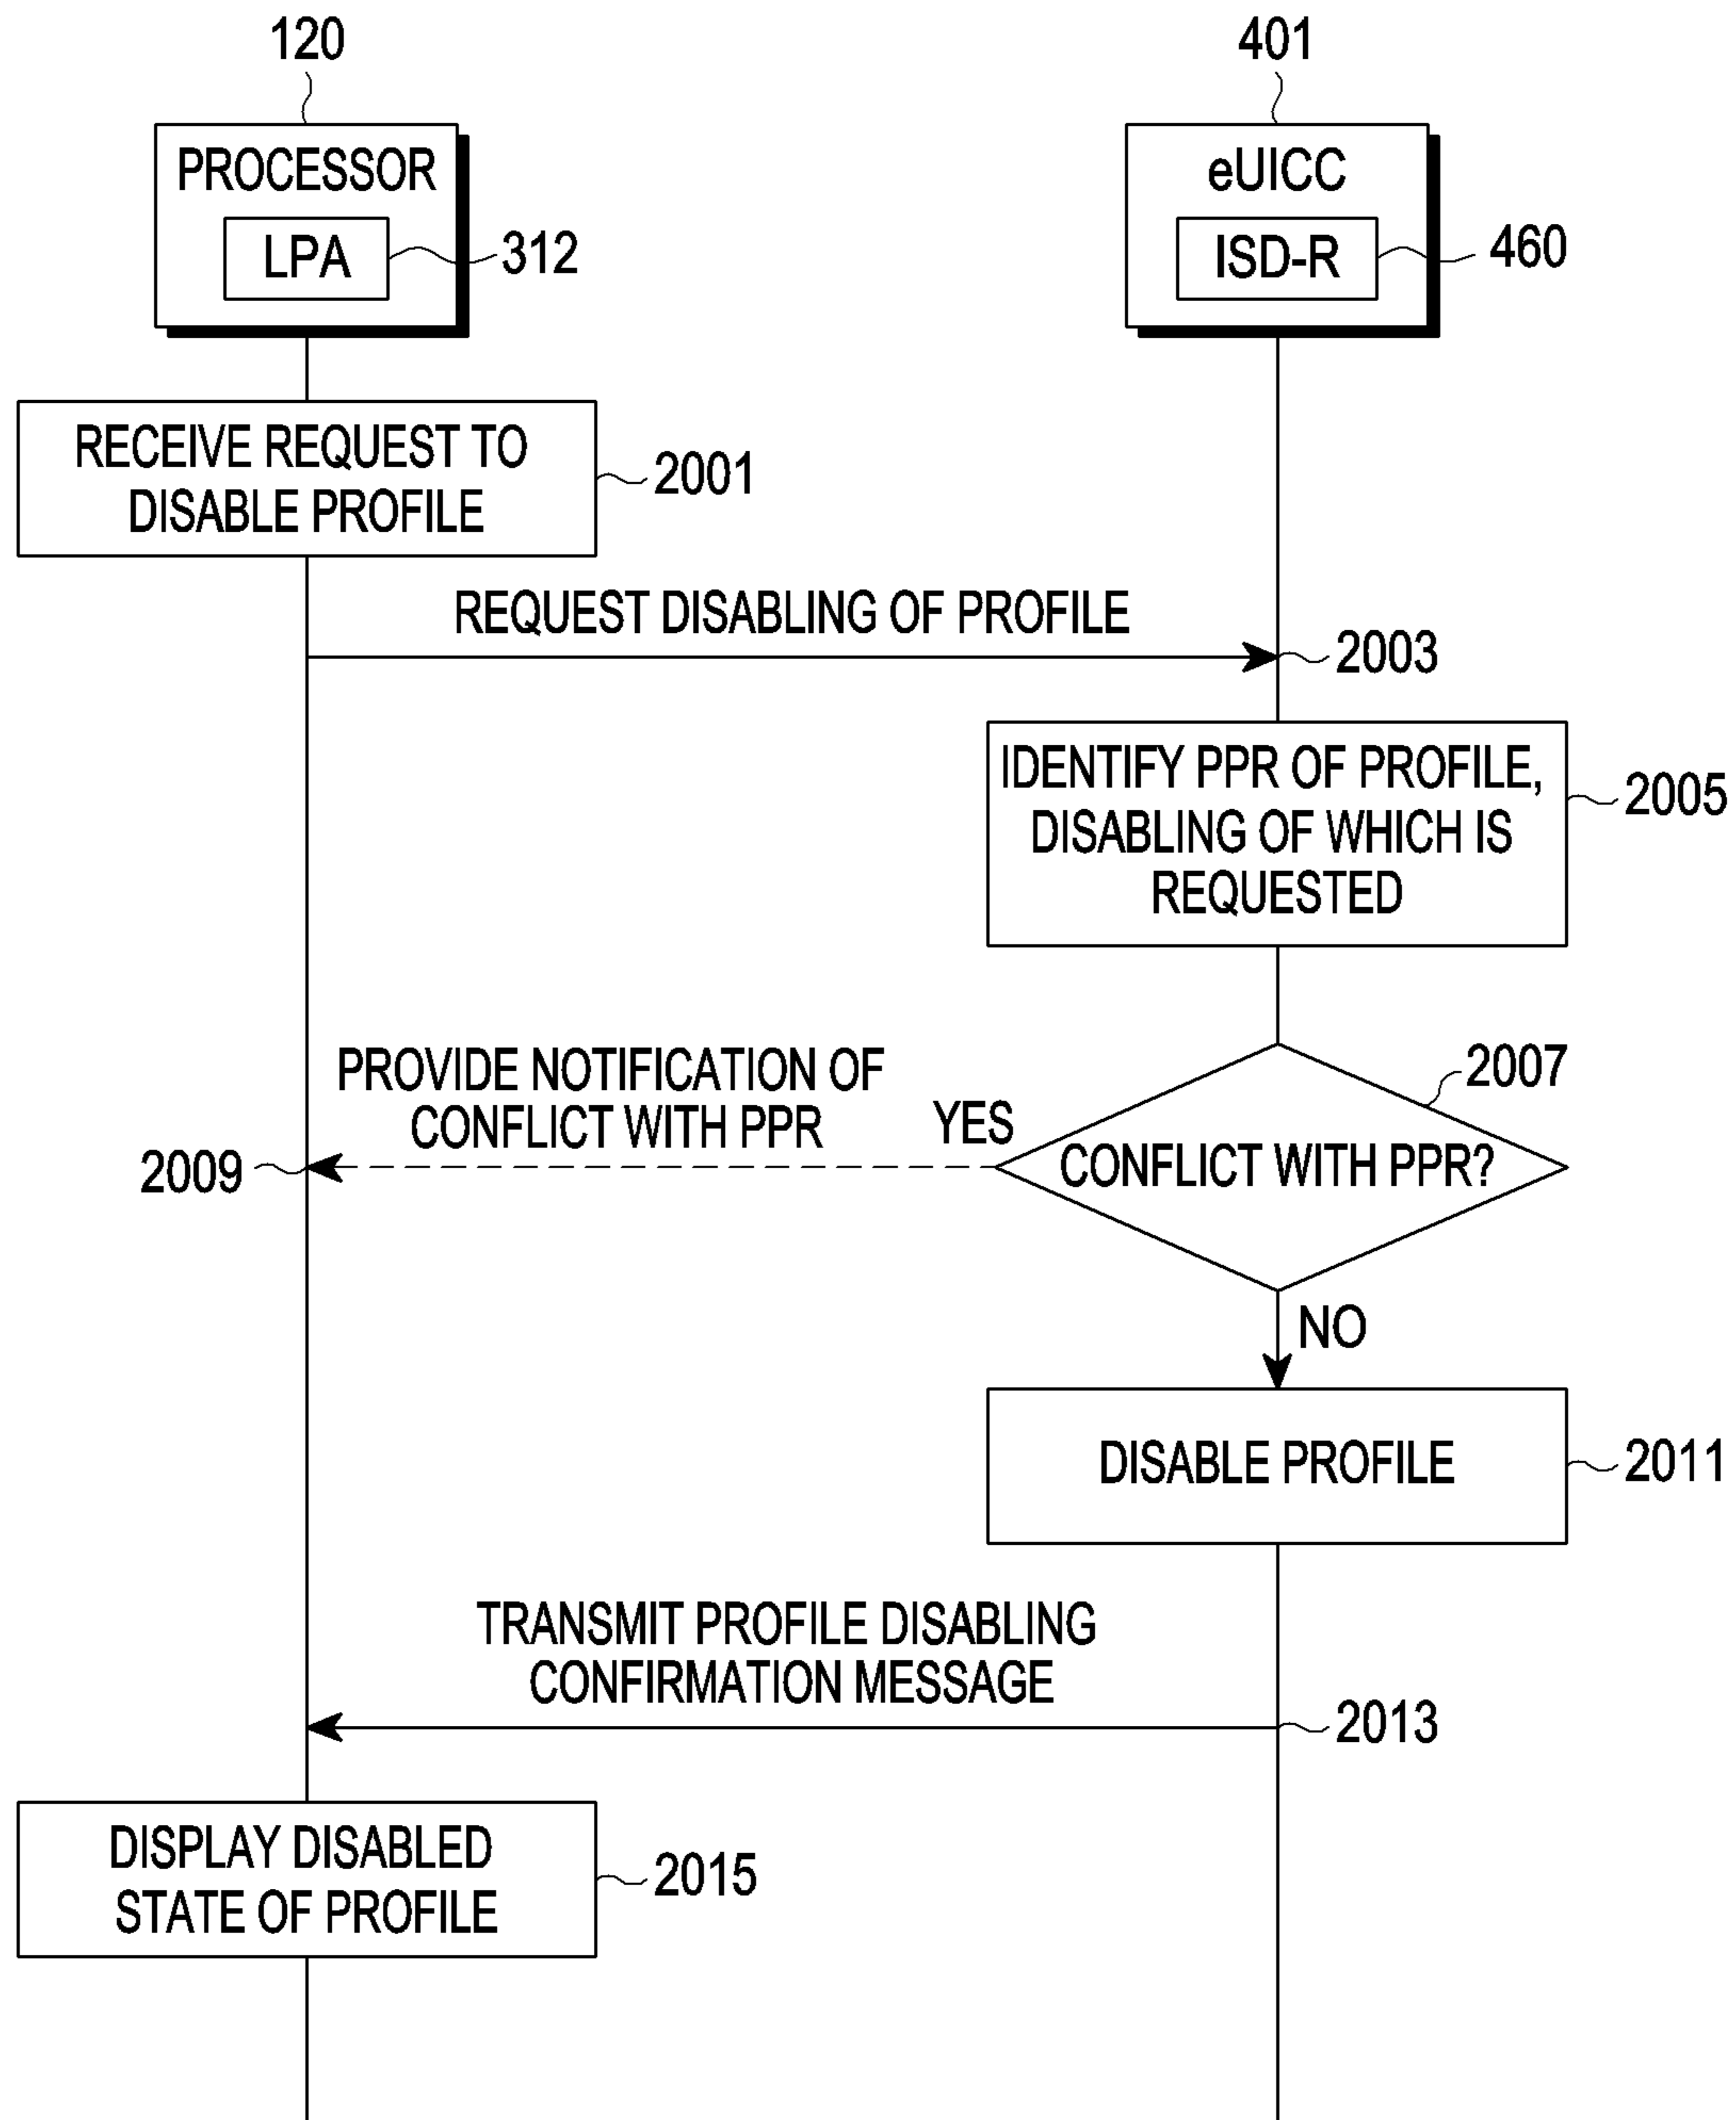 120
401
PROCESSOR
eUICC
LPA
312
ISD-R
460
RECEIVE REQUEST TO
DISABLE PROFILE
2001
REQUEST DISABLING OF PROFILE
2003
IDENTIFY PPR OF PROFILE,
DISABLING OF WHICH IS
REQUESTED
2005
PROVIDE NOTIFICATION OF
CONFLICT WITH PPR
YES
2007
2009
CONFLICT WITH PPR?
NO
DISABLE PROFILE
2011
TRANSMIT PROFILE DISABLING
CONFIRMATION MESSAGE
2013
DISPLAY DISABLED
STATE OF PROFILE
2015